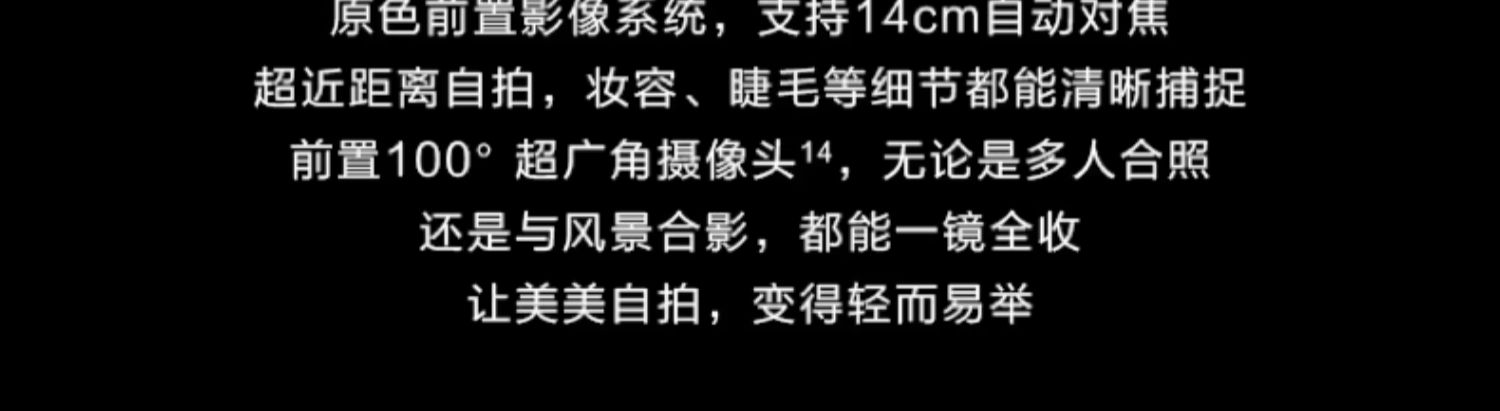 原色前置影像系统，支持14cm自动对焦
超近距离自拍，妆容、睫毛等细节都能清晰捕捉
前置100° 超广角摄像头¹⁴，无论是多人合照
还是与风景合影，都能一镜全收
让美美自拍，变得轻而易举